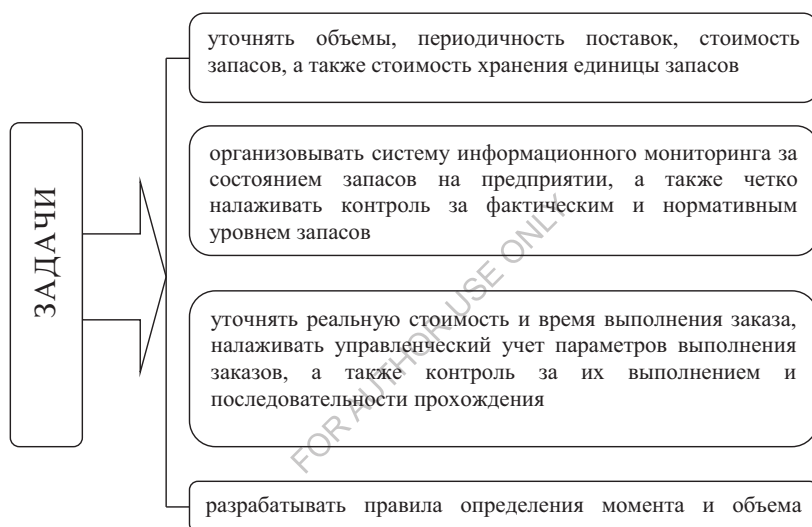 ЗАДАЧИ
уточнять объемы, периодичность поставок, стоимость
запасов, а также стоимость хранения единицы запасов
организовывать систему информационного мониторинга за
состоянием запасов на предприятии, а также четко
налаживать контроль за фактическим и нормативным
уровнем запасов
уточнять реальную стоимость и время выполнения заказа,
налаживать управленческий учет параметров выполнения
заказов, а также контроль за их выполнением и
последовательности прохождения
разрабатывать правила определения момента и объема
FOR AUTHOR USE ONLY